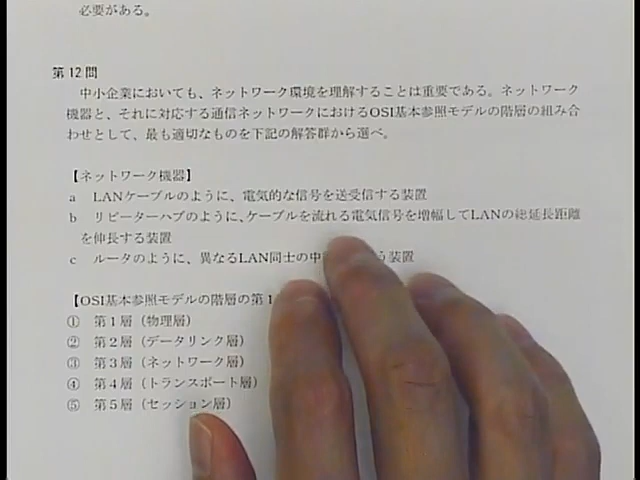 必要がある。
第12問
中小企業においても、ネットワーク環境を理解することは重要である。ネットワーク
機器と、それに対応する通信ネットワークにおけるOSI基本参照モデルの階層の組み合
わせとして、最も適切なものを下記の解答群から選べ。
【ネットワーク機器】
a LANケーブルのように、電気的な信号を送受信する装置
b リピーターハブのように、ケーブルを流れる電気信号を増幅してLANの総延長距離
を伸長する装置
c ルータのように、異なるLAN同士の中 う装置
【OSI基本参照モデルの階層の第1
① 第1層（物理層）
② 第2層（データリンク層）
③ 第3層（ネットワーク層）
④ 第4層（トランスポート層）
⑤ 第5層（セッション層）